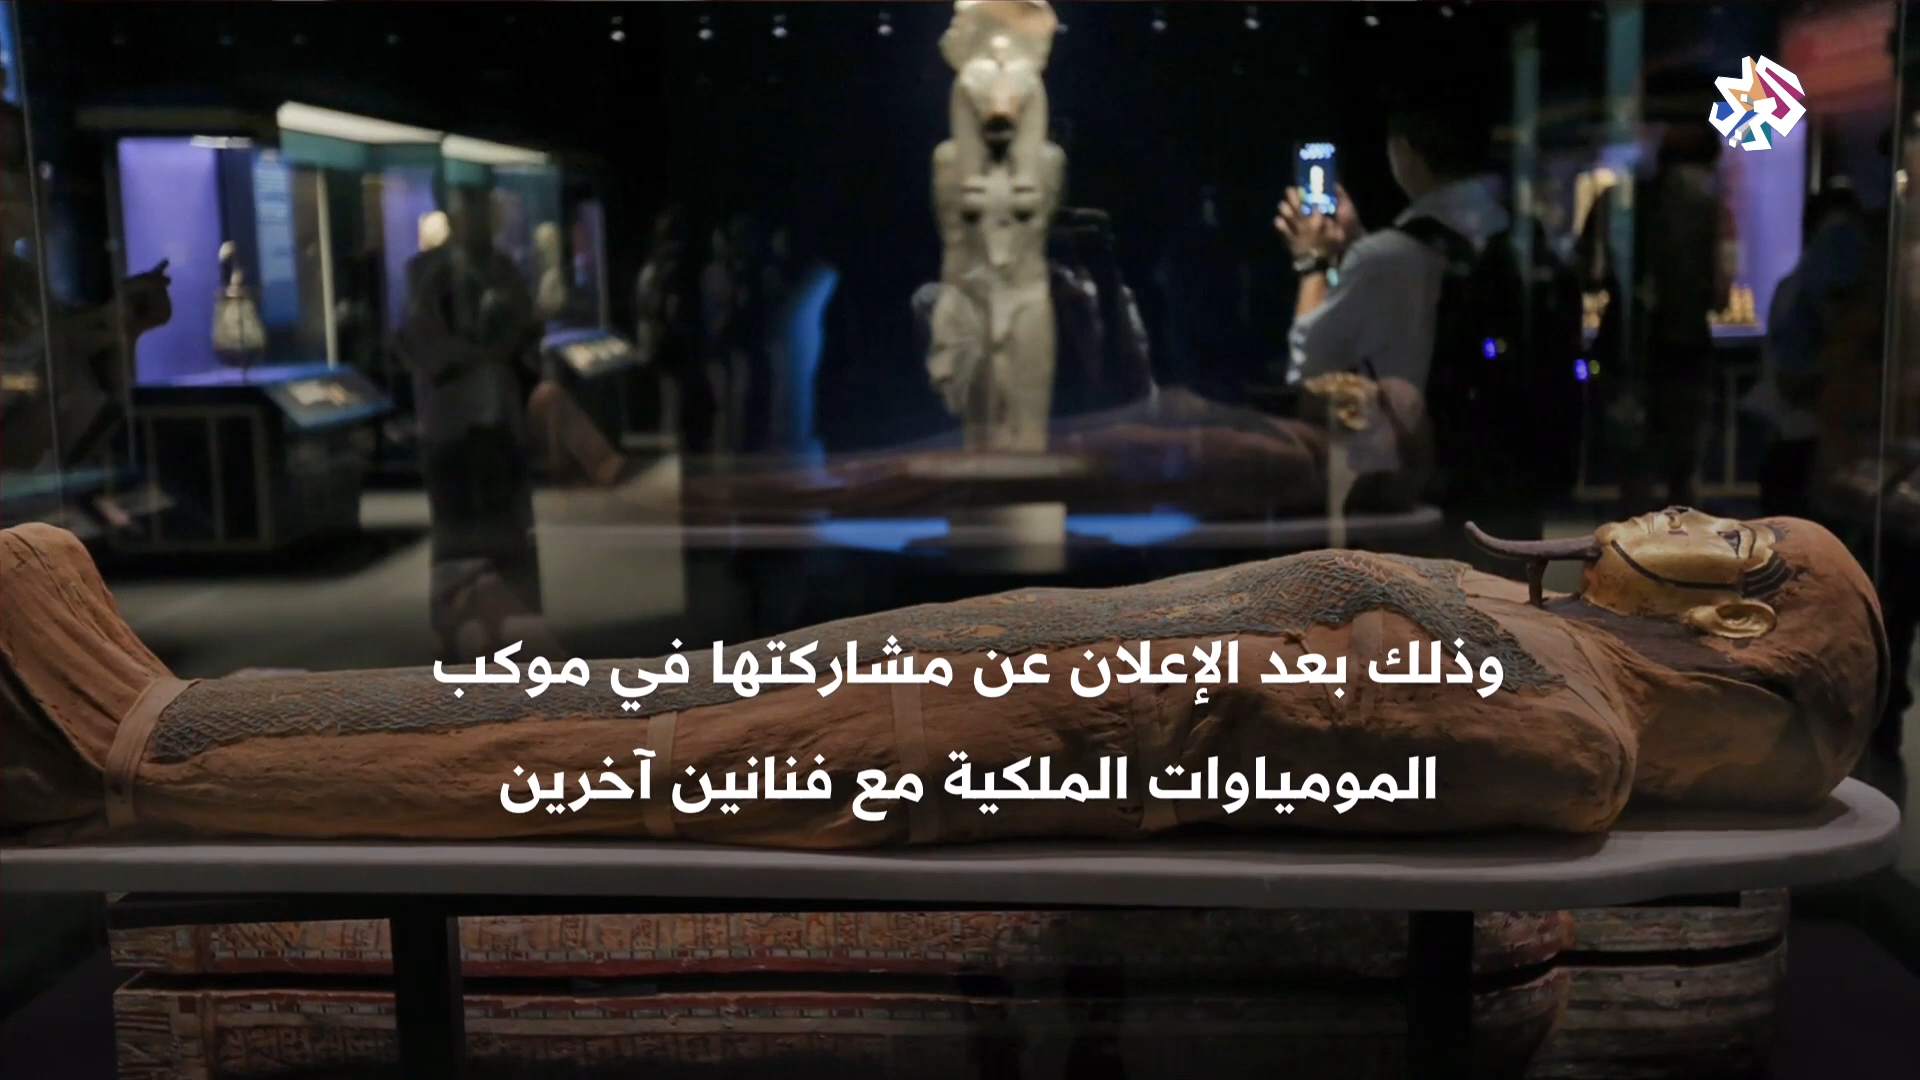 وذلك بعد الإعلان عن مشاركتها في موكب
المومياوات الملكية مع فنانين آخرين